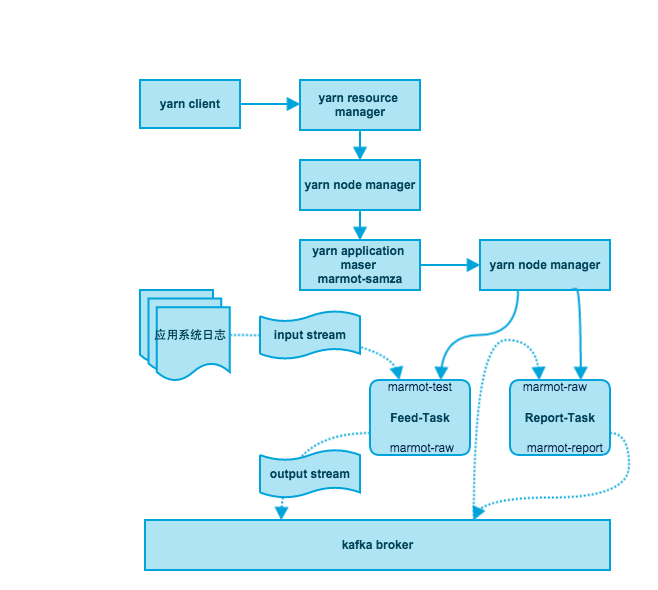 yarn client
yarn resource
manager
yarn node manager
yarn application
maser
marmot-samza
yarn node manager
应用系统日志
input stream
marmot-test
Feed-Task
marmot-raw
marmot-raw
Report-Task
marmot-report
output stream
kafka broker